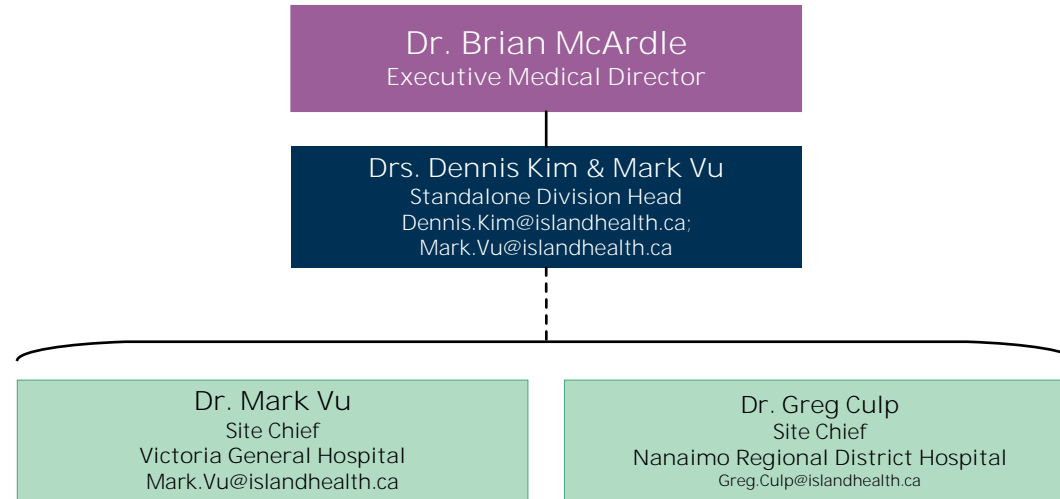 Dr. Brian McArdle
Executive Medical Director
Drs. Dennis Kim & Mark Vu
Standalone Division Head
Dennis.Kim@islandhealth.ca;
Mark.Vu@islandhealth.ca
Dr. Mark Vu
Site Chief
Victoria General Hospital
Mark.Vu@islandhealth.ca
Dr. Greg Culp
Site Chief
Nanaimo Regional District Hospital
Greg.Culp@islandhealth.ca